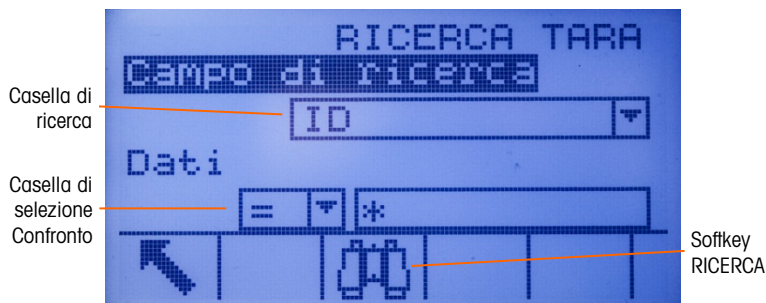 RICERCA TARA
Campo di ricerca
Casella di
ricerca
ID
Dati
Casella di
selezione
Confronto
= *
Softkey
RICERCA